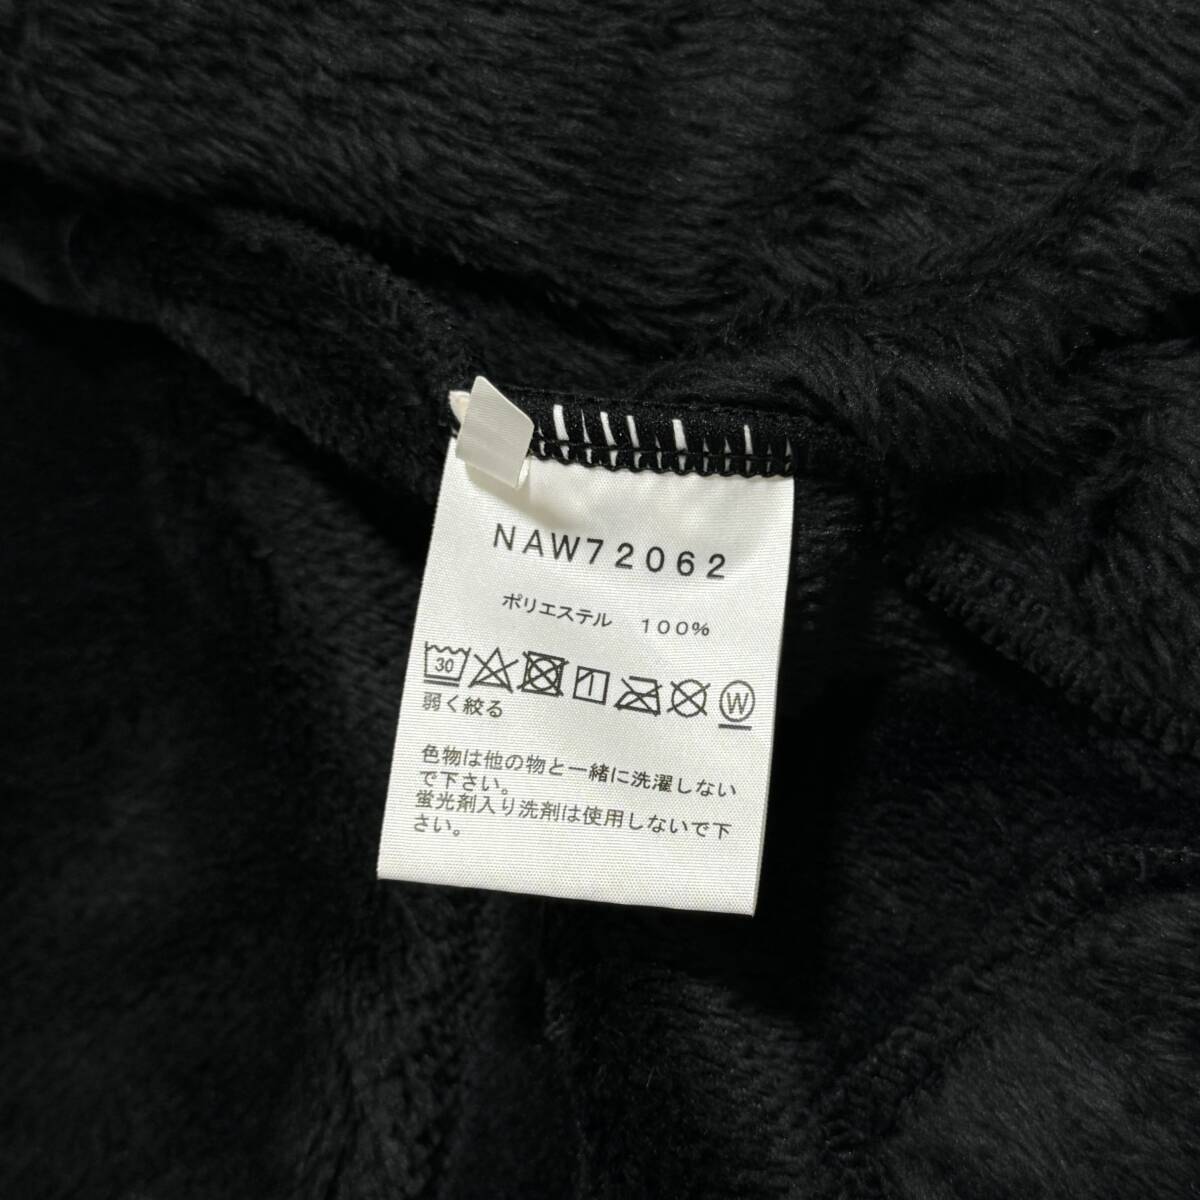 NAW72062
ポリエステル 100%
30 W
弱く絞る
色物は他の物と一緒に洗濯しない
で下さい。
蛍光剤入り洗剤は使用しないで下
さい。